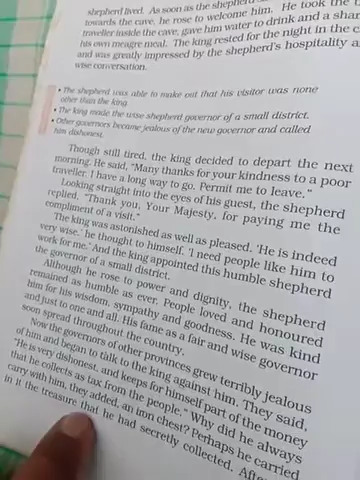 shepherd lived. As soon as the shepherd
towards the cave, he rose to welcome him. He took the
traveller inside the cave, gave him water to drink and a share
his own meagre meal. The king rested for the night in the
and was greatly impressed by the shepherd's hospitality
wise conversation.
• The shepherd was able to make out that his visitor was none
other than the king.
• The king made the wise shepherd governor of a small district.
• Other governors became jealous of the new governor and called
him dishonest.
Though still tired, the king decided to depart the next
morning. He said, "Many thanks for your kindness to a poor
traveller. I have a long way to go. Permit me to leave."
Looking straight into the eyes of his guest, the shepherd
replied, "Thank you, Your Majesty, for paying me the
compliment of a visit."
The king was astonished as well as pleased. 'He is indeed
very wise,' he thought to himself. 'I need people like him to
work for me.' And the king appointed this humble shepherd
the governor of a small district.
Although he rose to power and dignity, the shepherd
remained as humble as ever. People loved and honoured
him for his wisdom, sympathy and goodness. He was kind
and just to one and all. His fame as a fair and wise governor
soon spread throughout the country.
Now the governors of other provinces grew terribly jealous
of him and began to talk to the king against him. They said,
"He is very dishonest, and keeps for himself part of the money
that he collects as tax from the people." Why did he always
carry with him, they added, an iron chest? Perhaps he carried
in it the treasure that he had secretly collected.